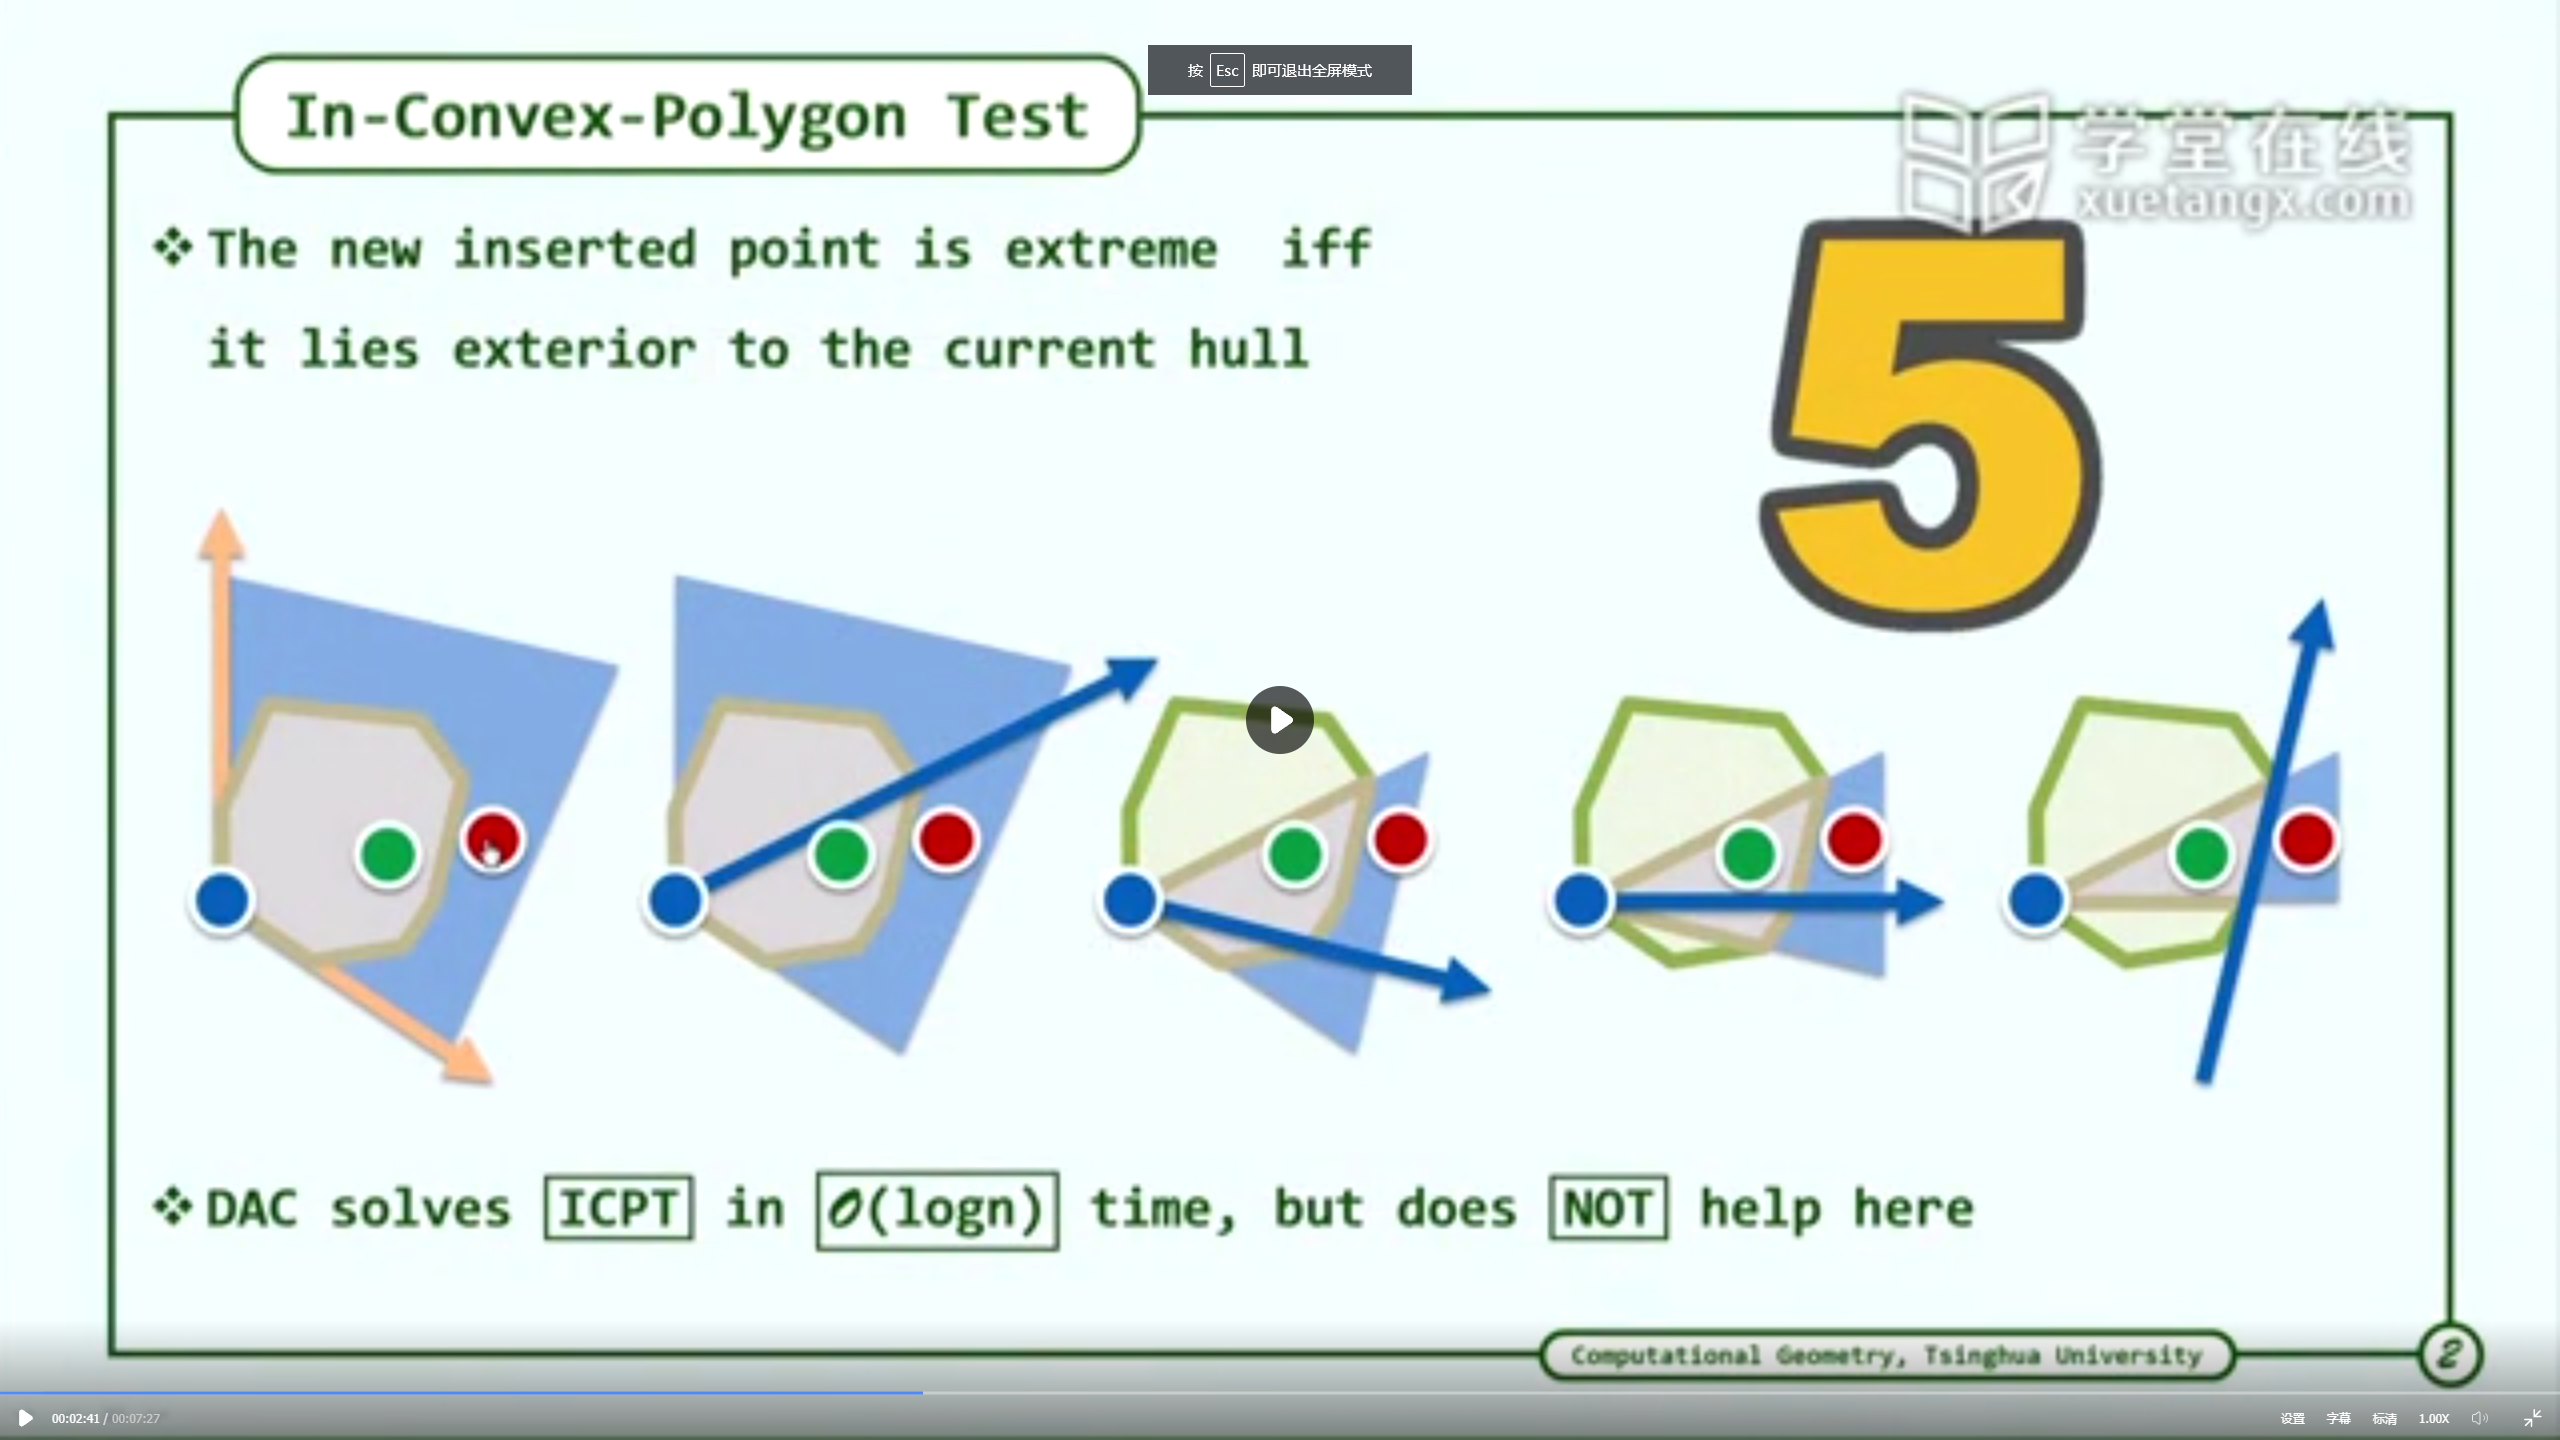 按 Esc 即可退出全屏模式
In-Convex-Polygon Test
学堂在线
xuetangx.com
❖ The new inserted point is extreme iff
it lies exterior to the current hull
5
❖ DAC solves ICPT in O(logn) time, but does NOT help here
Computational Geometry, Tsinghua University
2
00:02:41 / 00:07:27
设置 字幕 标清 1.00X